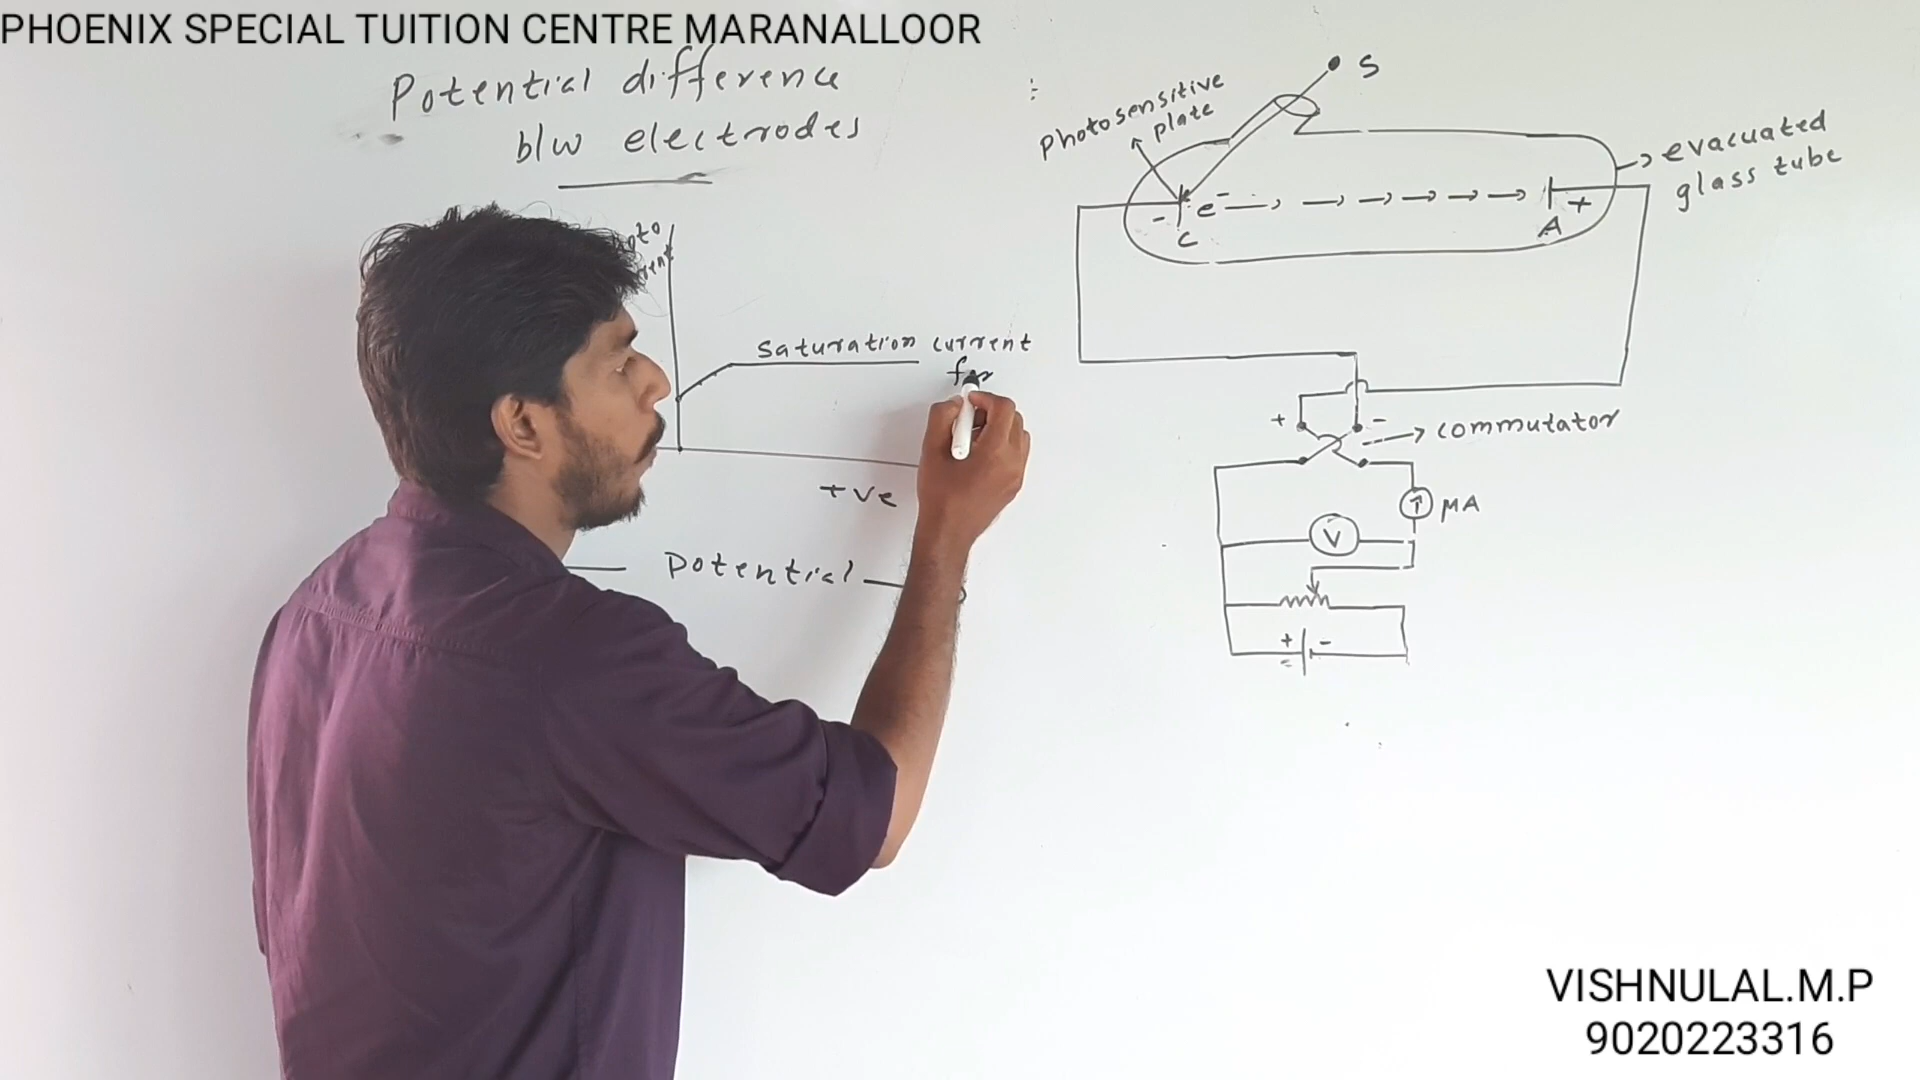 PHOENIX SPECIAL TUITION CENTRE MARANALLOOR
Potential difference
b/w electrodes
saturation current
for
+ve
Potential
S
photosensitive
plate
evacuated
glass tube
- e-
C
A +
+ -
commutator
μA
V
+ -
VISHNULAL.M.P
9020223316